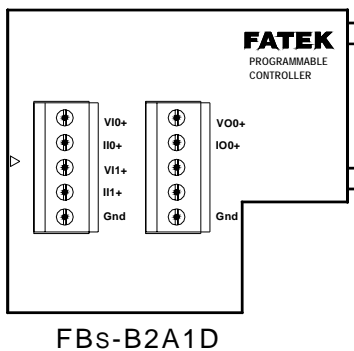 FATEK
PROGRAMMABLE
CONTROLLER
VI0+
II0+
VI1+
II1+
Gnd
VO0+
IO0+
Gnd
FBs-B2A1D